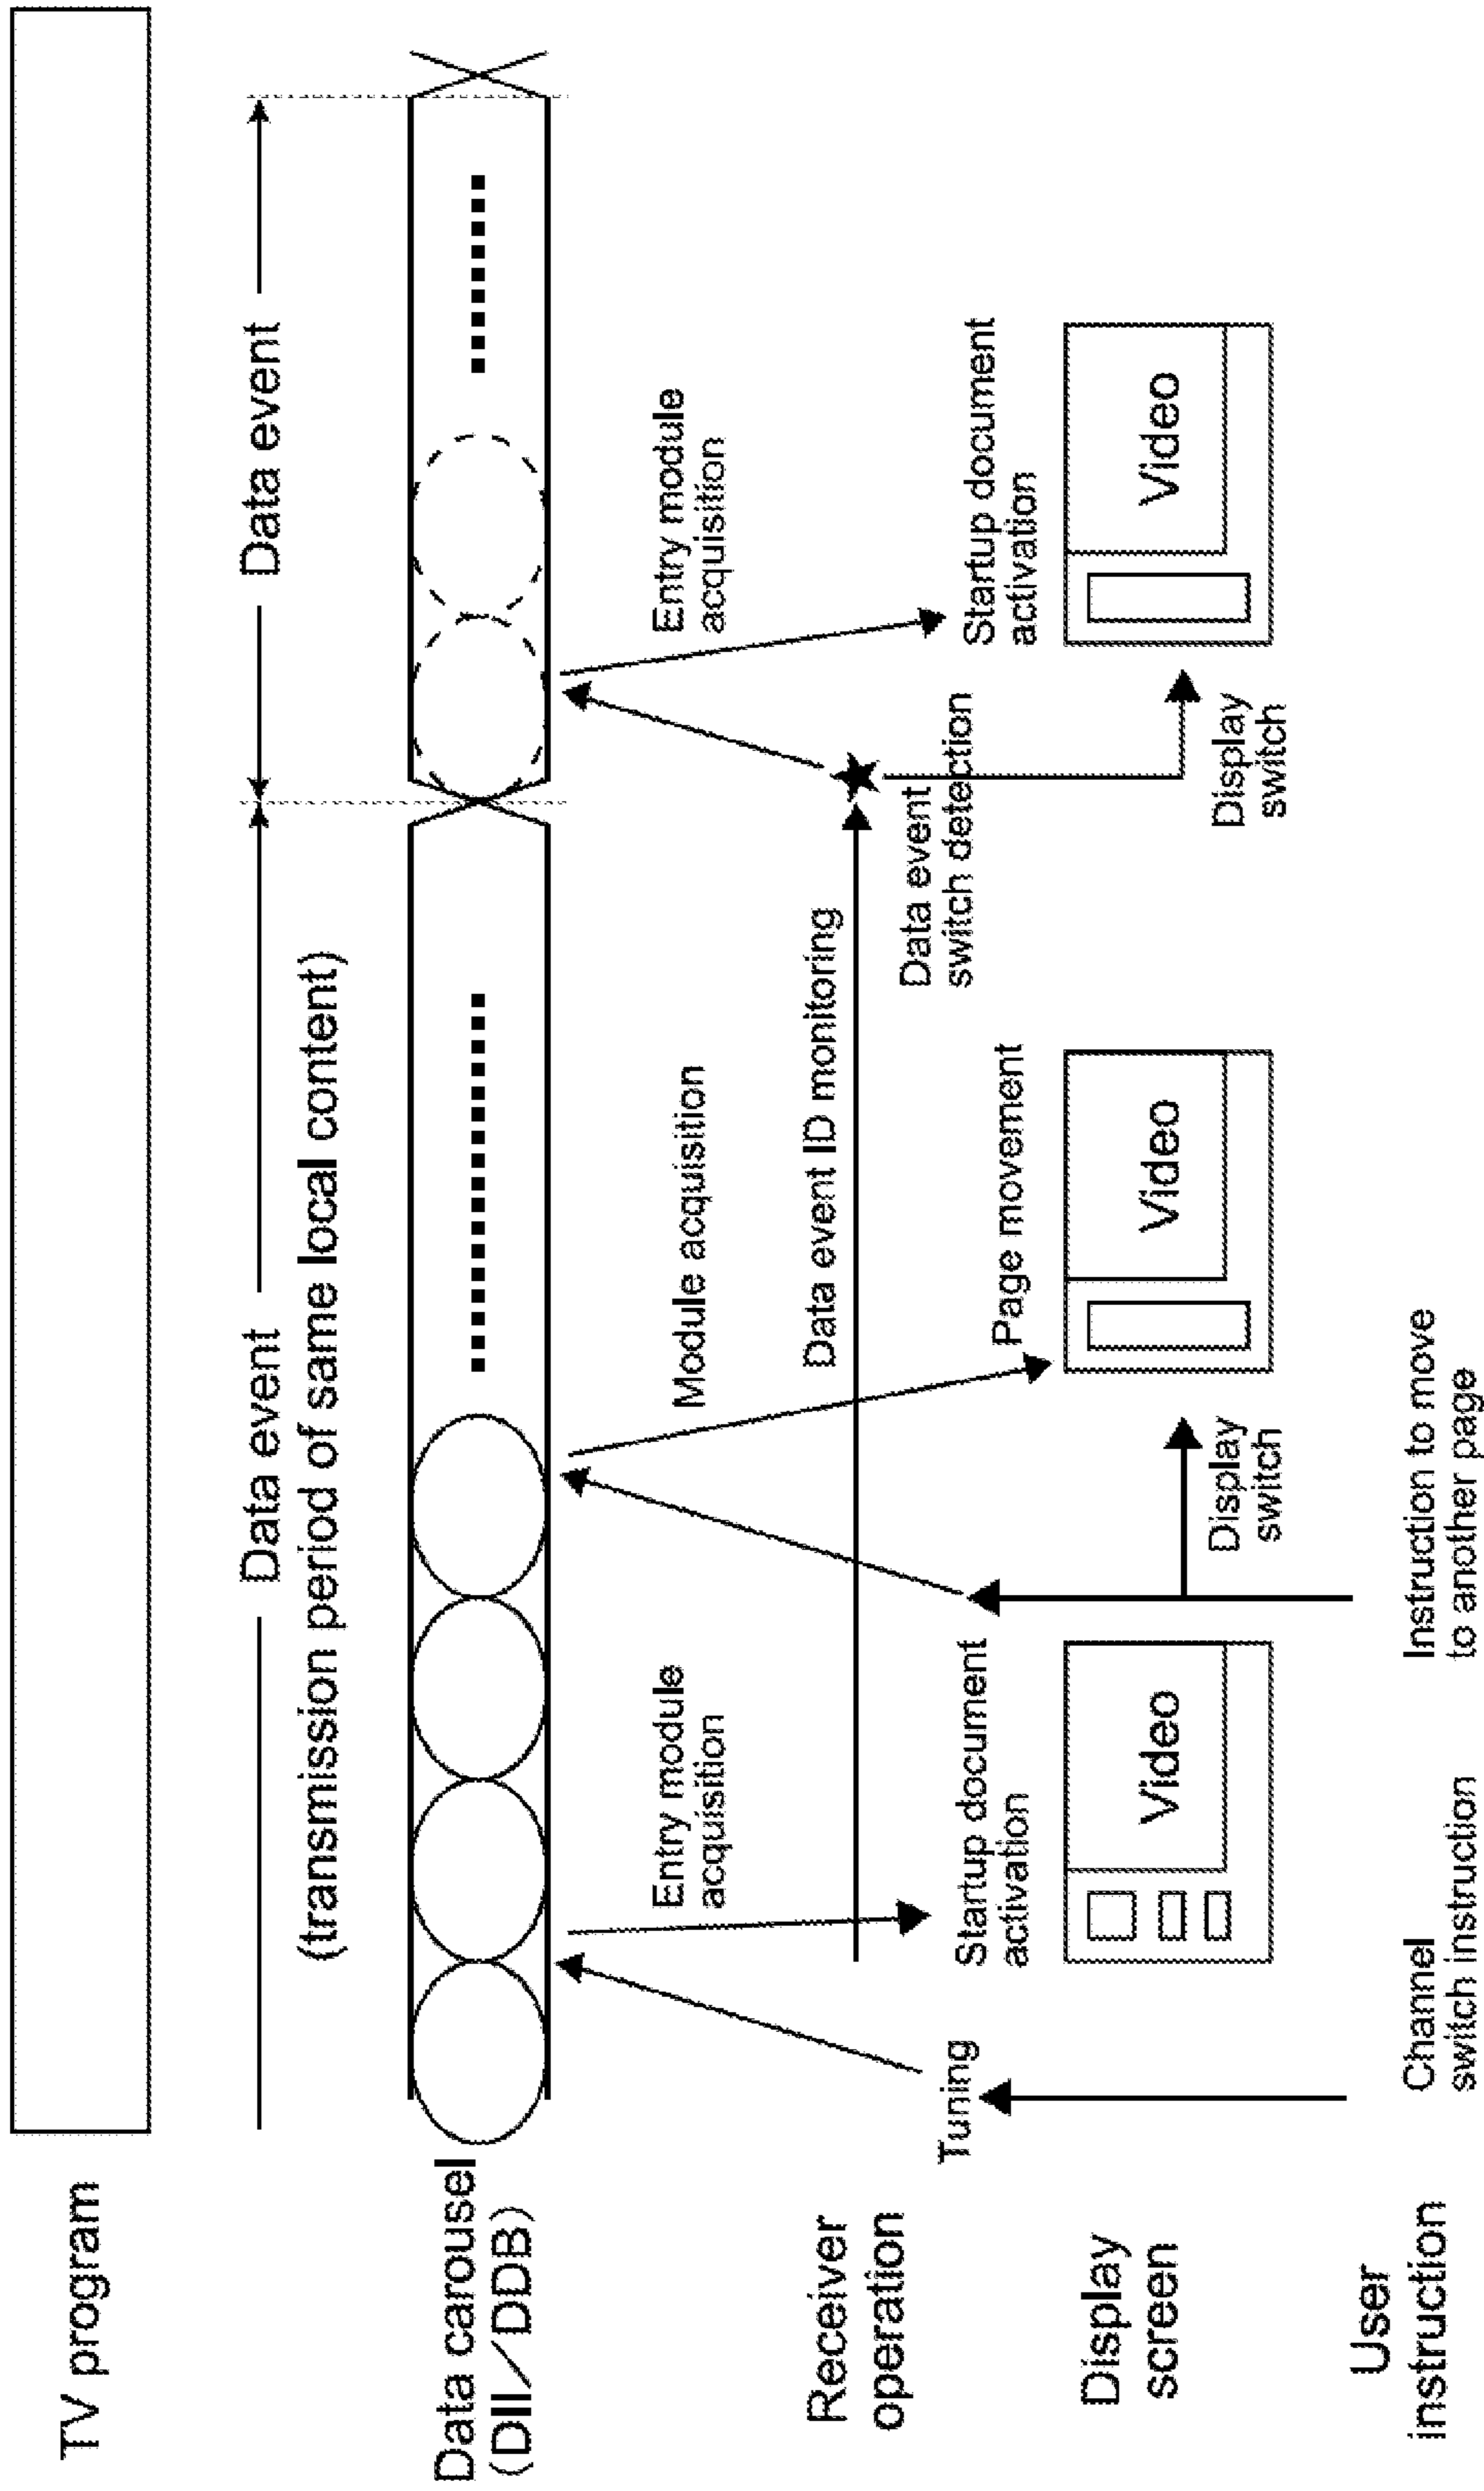 TV program
Data event
Data event
(transmission period of same local content)
Data carousel
(DII/DDB)
Entry module
acquisition
Module acquisition
Entry module
acquisition
Data event ID monitoring
Receiver
operation
Tuning
Startup document
activation
Page movement
Data event
switch detection
Startup document
activation
Display
screen
Video
Display
switch
Video
Display
switch
Video
User
instruction
Channel
switch instruction
Instruction to move
to another page